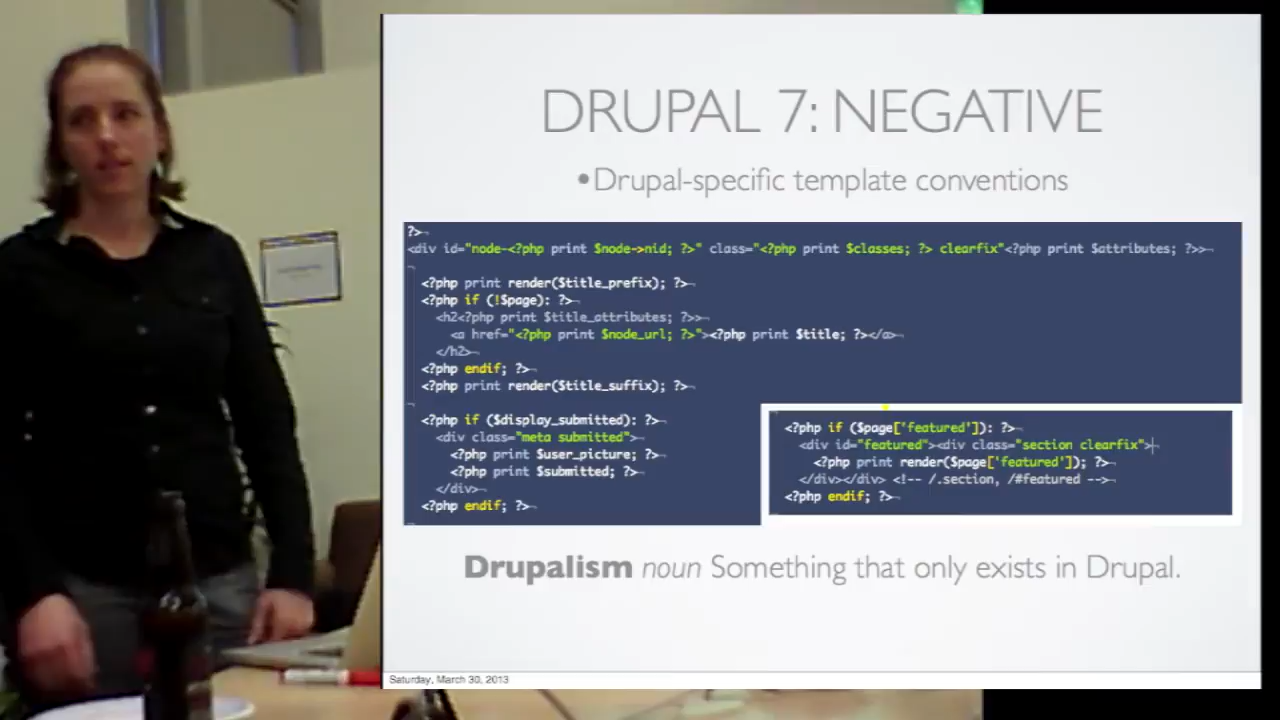 DRUPAL 7: NEGATIVE
•Drupal-specific template conventions
?>¬
<div id="node-<?php print $node->nid; ?>" class="<?php print $classes; ?> clearfix"<?php print $attributes; ?>>¬
¬
<?php print render($title_prefix); ?>¬
<?php if (!$page): ?>¬
<h2<?php print $title_attributes; ?>>¬
<a href="<?php print $node_url; ?>"><?php print $title; ?></a>¬
</h2>¬
<?php endif; ?>¬
<?php print render($title_suffix); ?>¬
¬
<?php if ($display_submitted): ?>¬
<div class="meta submitted">¬
<?php print $user_picture; ?>¬
<?php print $submitted; ?>¬
</div>¬
<?php endif; ?>¬
¬
<?php if ($page['featured']): ?>¬
<div id="featured"><div class="section clearfix">¬
<?php print render($page['featured']); ?>¬
</div></div> <!-- /.section, /#featured -->¬
<?php endif; ?>¬
Drupalism noun Something that only exists in Drupal.
Saturday, March 30, 2013